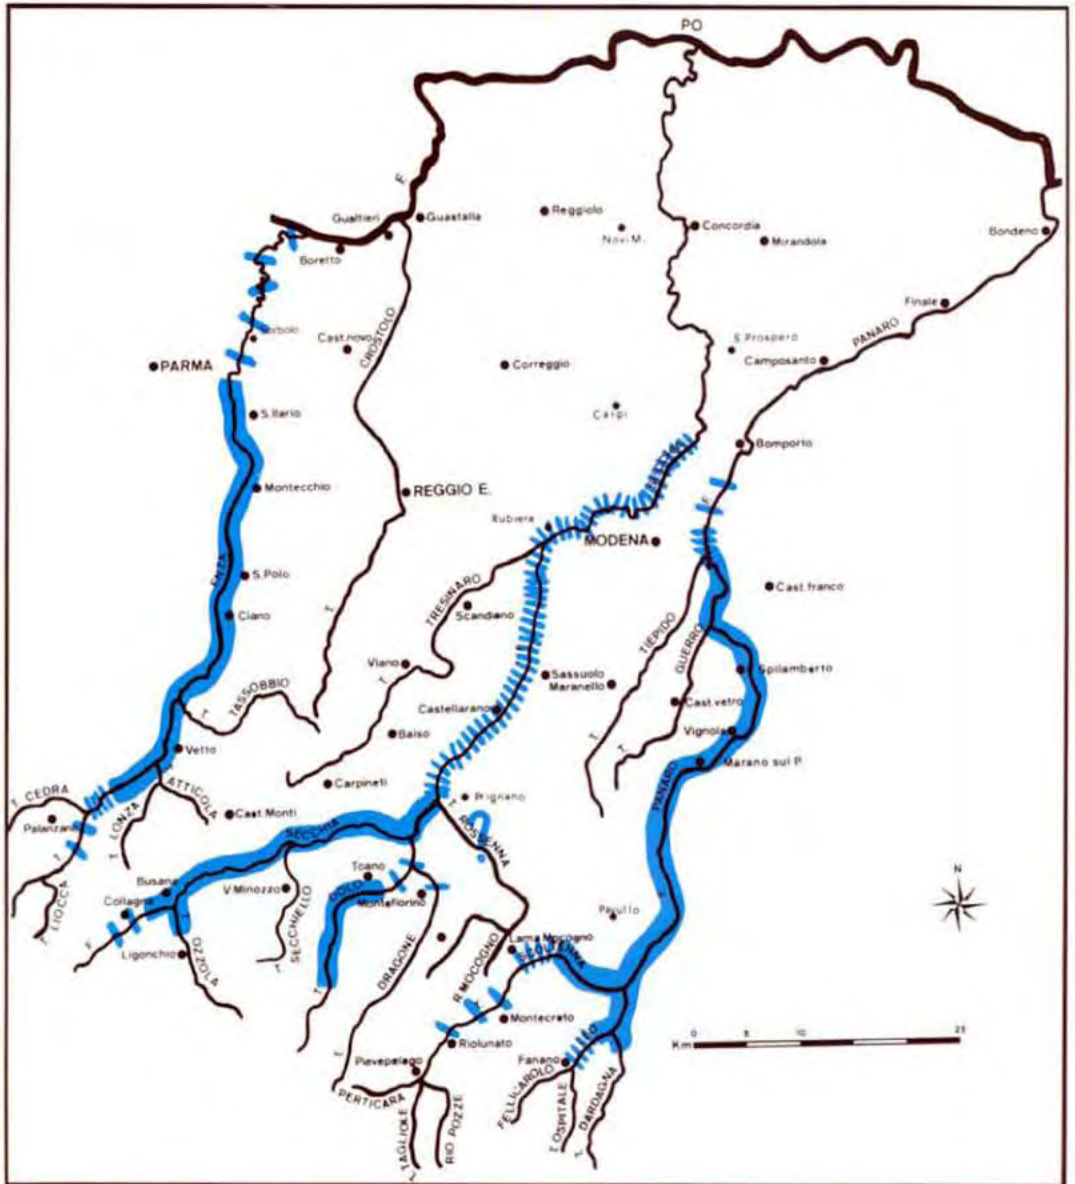 PO
F.
Gualtieri
Guastalla
Reggiolo
Novi M.
Concordia
Mirandola
Bondeno
Boretto
Finale
Sorbolo
Cast.novo
CROSTOLO
PANARO
S. Prospero
Camposanto
PARMA
Correggio
Carpi
S. Ilario
Bomporto
Montecchio
REGGIO E.
F.
Rubiera
MODENA
ENZA
S. Polo
Cast. franco
Ciano
T.
TRESINARO
Scandiano
TIEPIDO
GUERRO
Viano
T.
Sassuolo
Maranello
Spilamberto
T.
TASSOBBIO
Castellarano
Cast.vetro
Baiso
Vignola
T.
T.
Vetto
Marano sul P.
T. CEDRA
ATTICOLA
Carpineti
Prignano
PANARO
Palanzano
T. LONZA
Cast. Monti
T. ROSSENNA
SECCHIA
T.
T. LIOCCA
Busana
Toano
V. Minozzo
DOLO
Montefiorino
Collagna
T.
SECCHIELLO
Pavullo
N
F.
Ligonchio
OZZOLA
DRAGONE
Lama Mocogno
SCOLTENNA
R. MOCOGNO
T.
T.
Montecreto
0 5 10 25
Km
Riolunato
T.
Pievepelago
Fanano
PERTICARA
FELLICAROLO
T. OSPITALE
T. DARDAGNA
T. TAGLIOLE
RIO POZZE